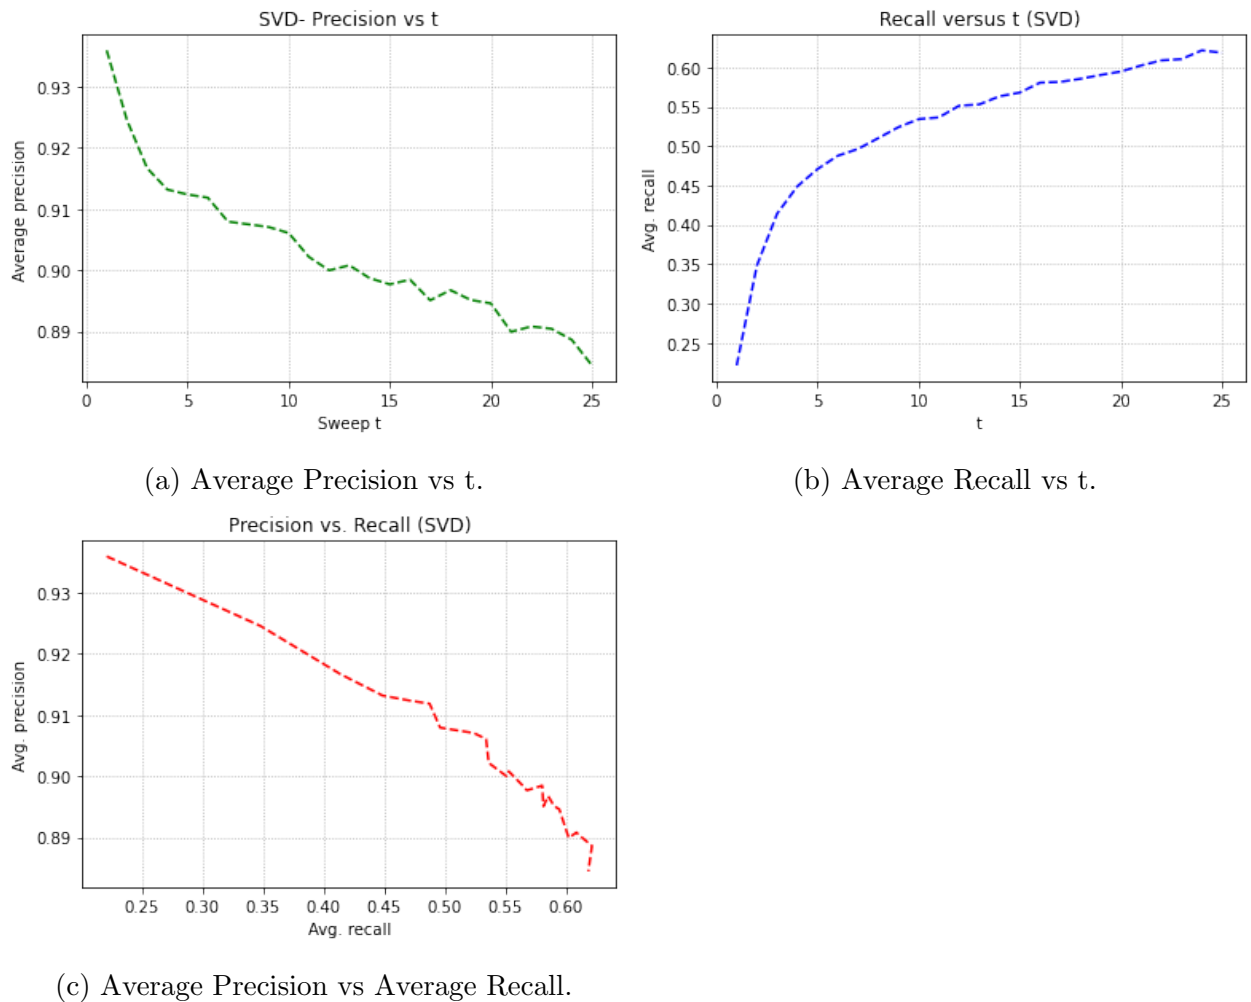 SVD- Precision vs t
Average precision
0.93
0.92
0.91
0.90
0.89
0 5 10 15 20 25
Sweep t
(a) Average Precision vs t.
Recall versus t (SVD)
Avg. recall
0.60
0.55
0.50
0.45
0.40
0.35
0.30
0.25
0 5 10 15 20 25
t
(b) Average Recall vs t.
Precision vs. Recall (SVD)
Avg. precision
0.93
0.92
0.91
0.90
0.89
0.25 0.30 0.35 0.40 0.45 0.50 0.55 0.60
Avg. recall
(c) Average Precision vs Average Recall.